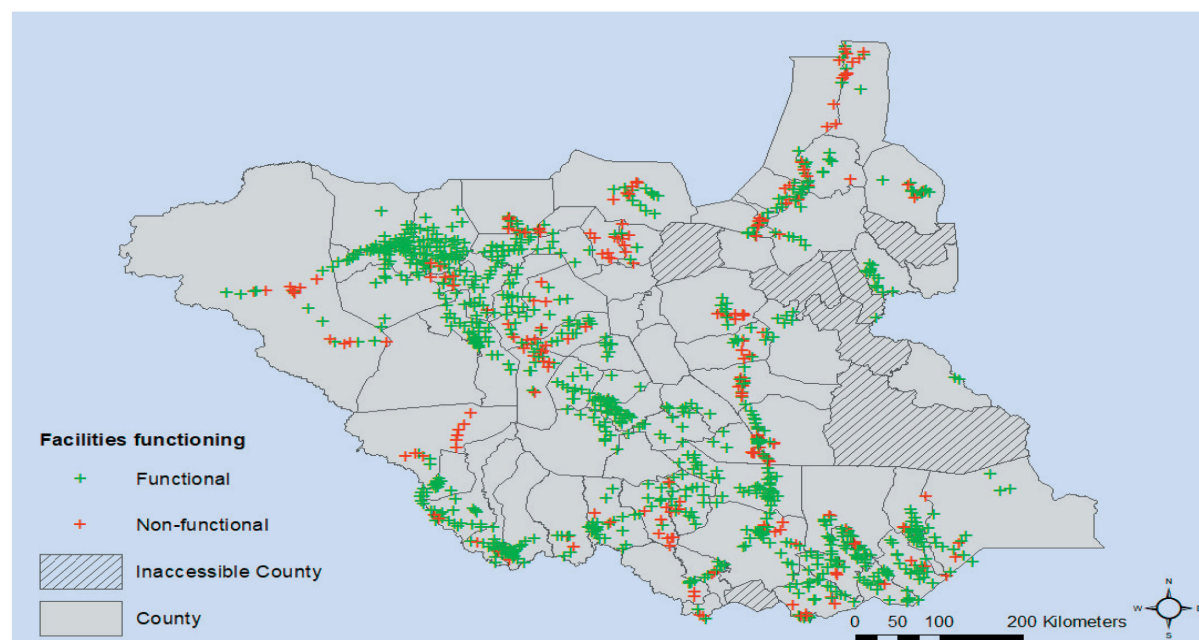 Facilities functioning
Functional
Non-functional
Inaccessible County
County
N
W E
S
0 50 100 200 Kilometers